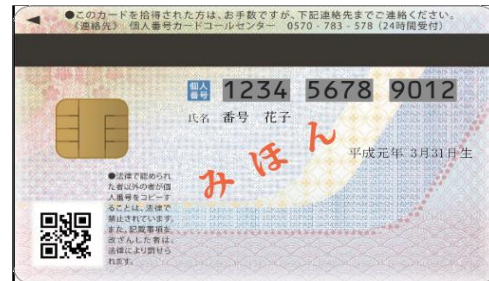 ●このカードを拾得された方は、お手数ですが、下記連絡先までご連絡ください。
《連絡先》 個人番号カードコールセンター 0570-783-578 (24時間受付)
個人番号 1234 5678 9012
氏名 番号 花子
平成元年 3月31日生
みほん
●法律で認められ
た者以外の者が個
人番号をコピーす
ることは、法律で
禁止されています。
また、記載事項を
改ざんした者は、
法律により罰せら
れます。